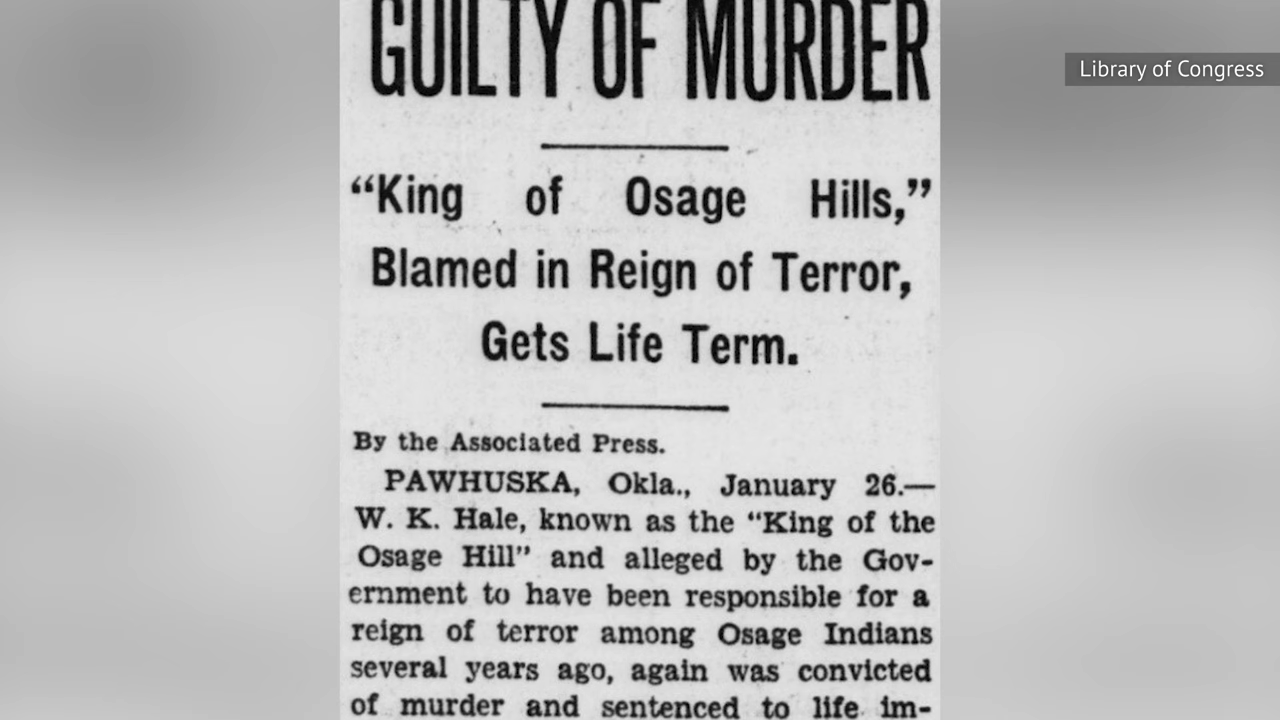 GUILTY OF MURDER
Library of Congress
“King of Osage Hills,”
Blamed in Reign of Terror,
Gets Life Term.
By the Associated Press.
PAWHUSKA, Okla., January 26.—
W. K. Hale, known as the “King of the
Osage Hill” and alleged by the Gov-
ernment to have been responsible for a
reign of terror among Osage Indians
several years ago, again was convicted
of murder and sentenced to life im-